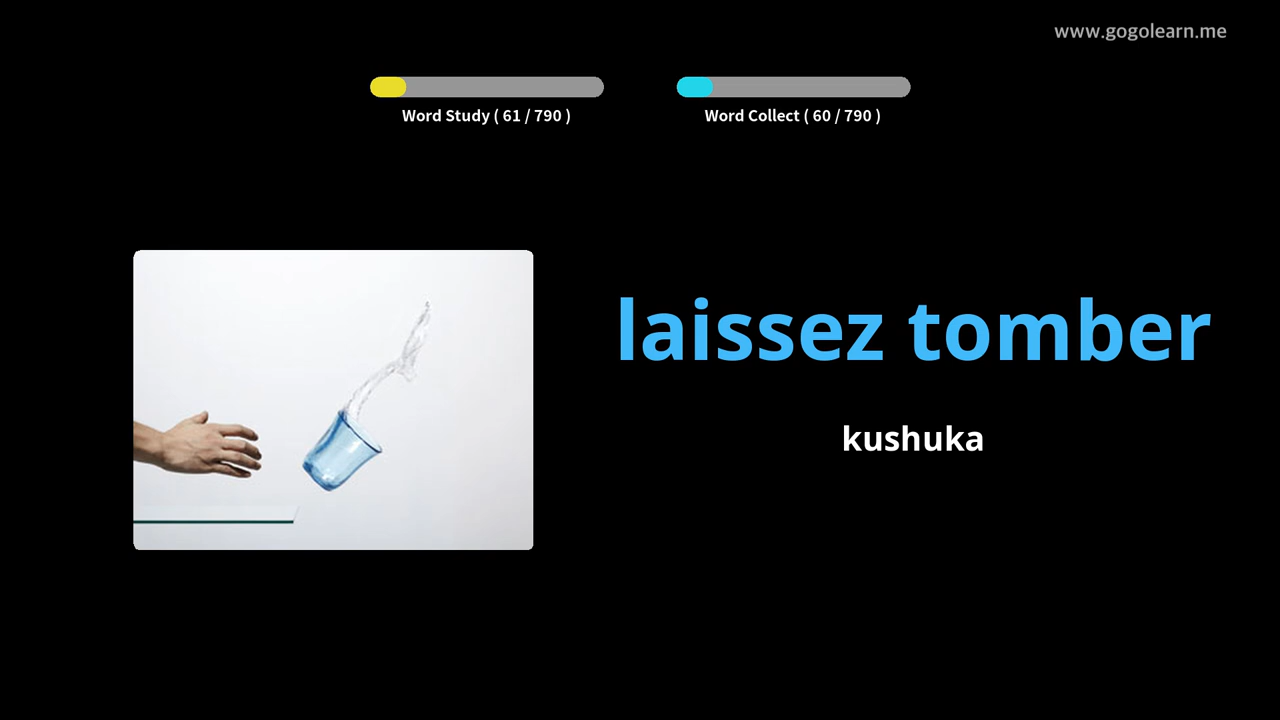 www.gogolearn.me
Word Study ( 61 / 790 )
Word Collect ( 60 / 790 )
laissez tomber
kushuka